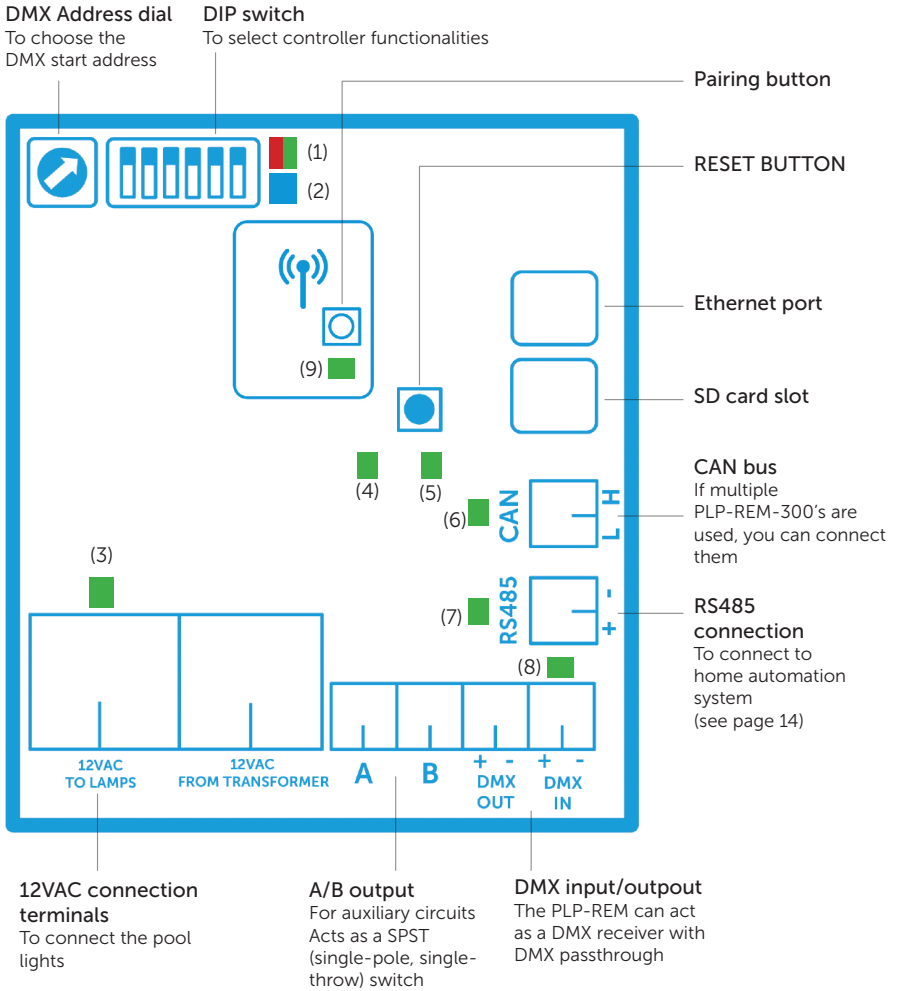 DMX Address dial
To choose the
DMX start address
DIP switch
To select controller functionalities
Pairing button
RESET BUTTON
Ethernet port
SD card slot
CAN bus
If multiple
PLP-REM-300's are
used, you can connect
them
RS485
connection
To connect to
home automation
system
(see page 14)
(1)
(2)
(9)
(4)
(5)
(6)
CAN
H
L
(3)
(7)
RS485
-
+
(8)
12VAC
TO LAMPS
12VAC
FROM TRANSFORMER
A
B
+ -
DMX
OUT
+ -
DMX
IN
12VAC connection
terminals
To connect the pool
lights
A/B output
For auxiliary circuits
Acts as a SPST
(single-pole, single-
throw) switch
DMX input/outpout
The PLP-REM can act
as a DMX receiver with
DMX passthrough